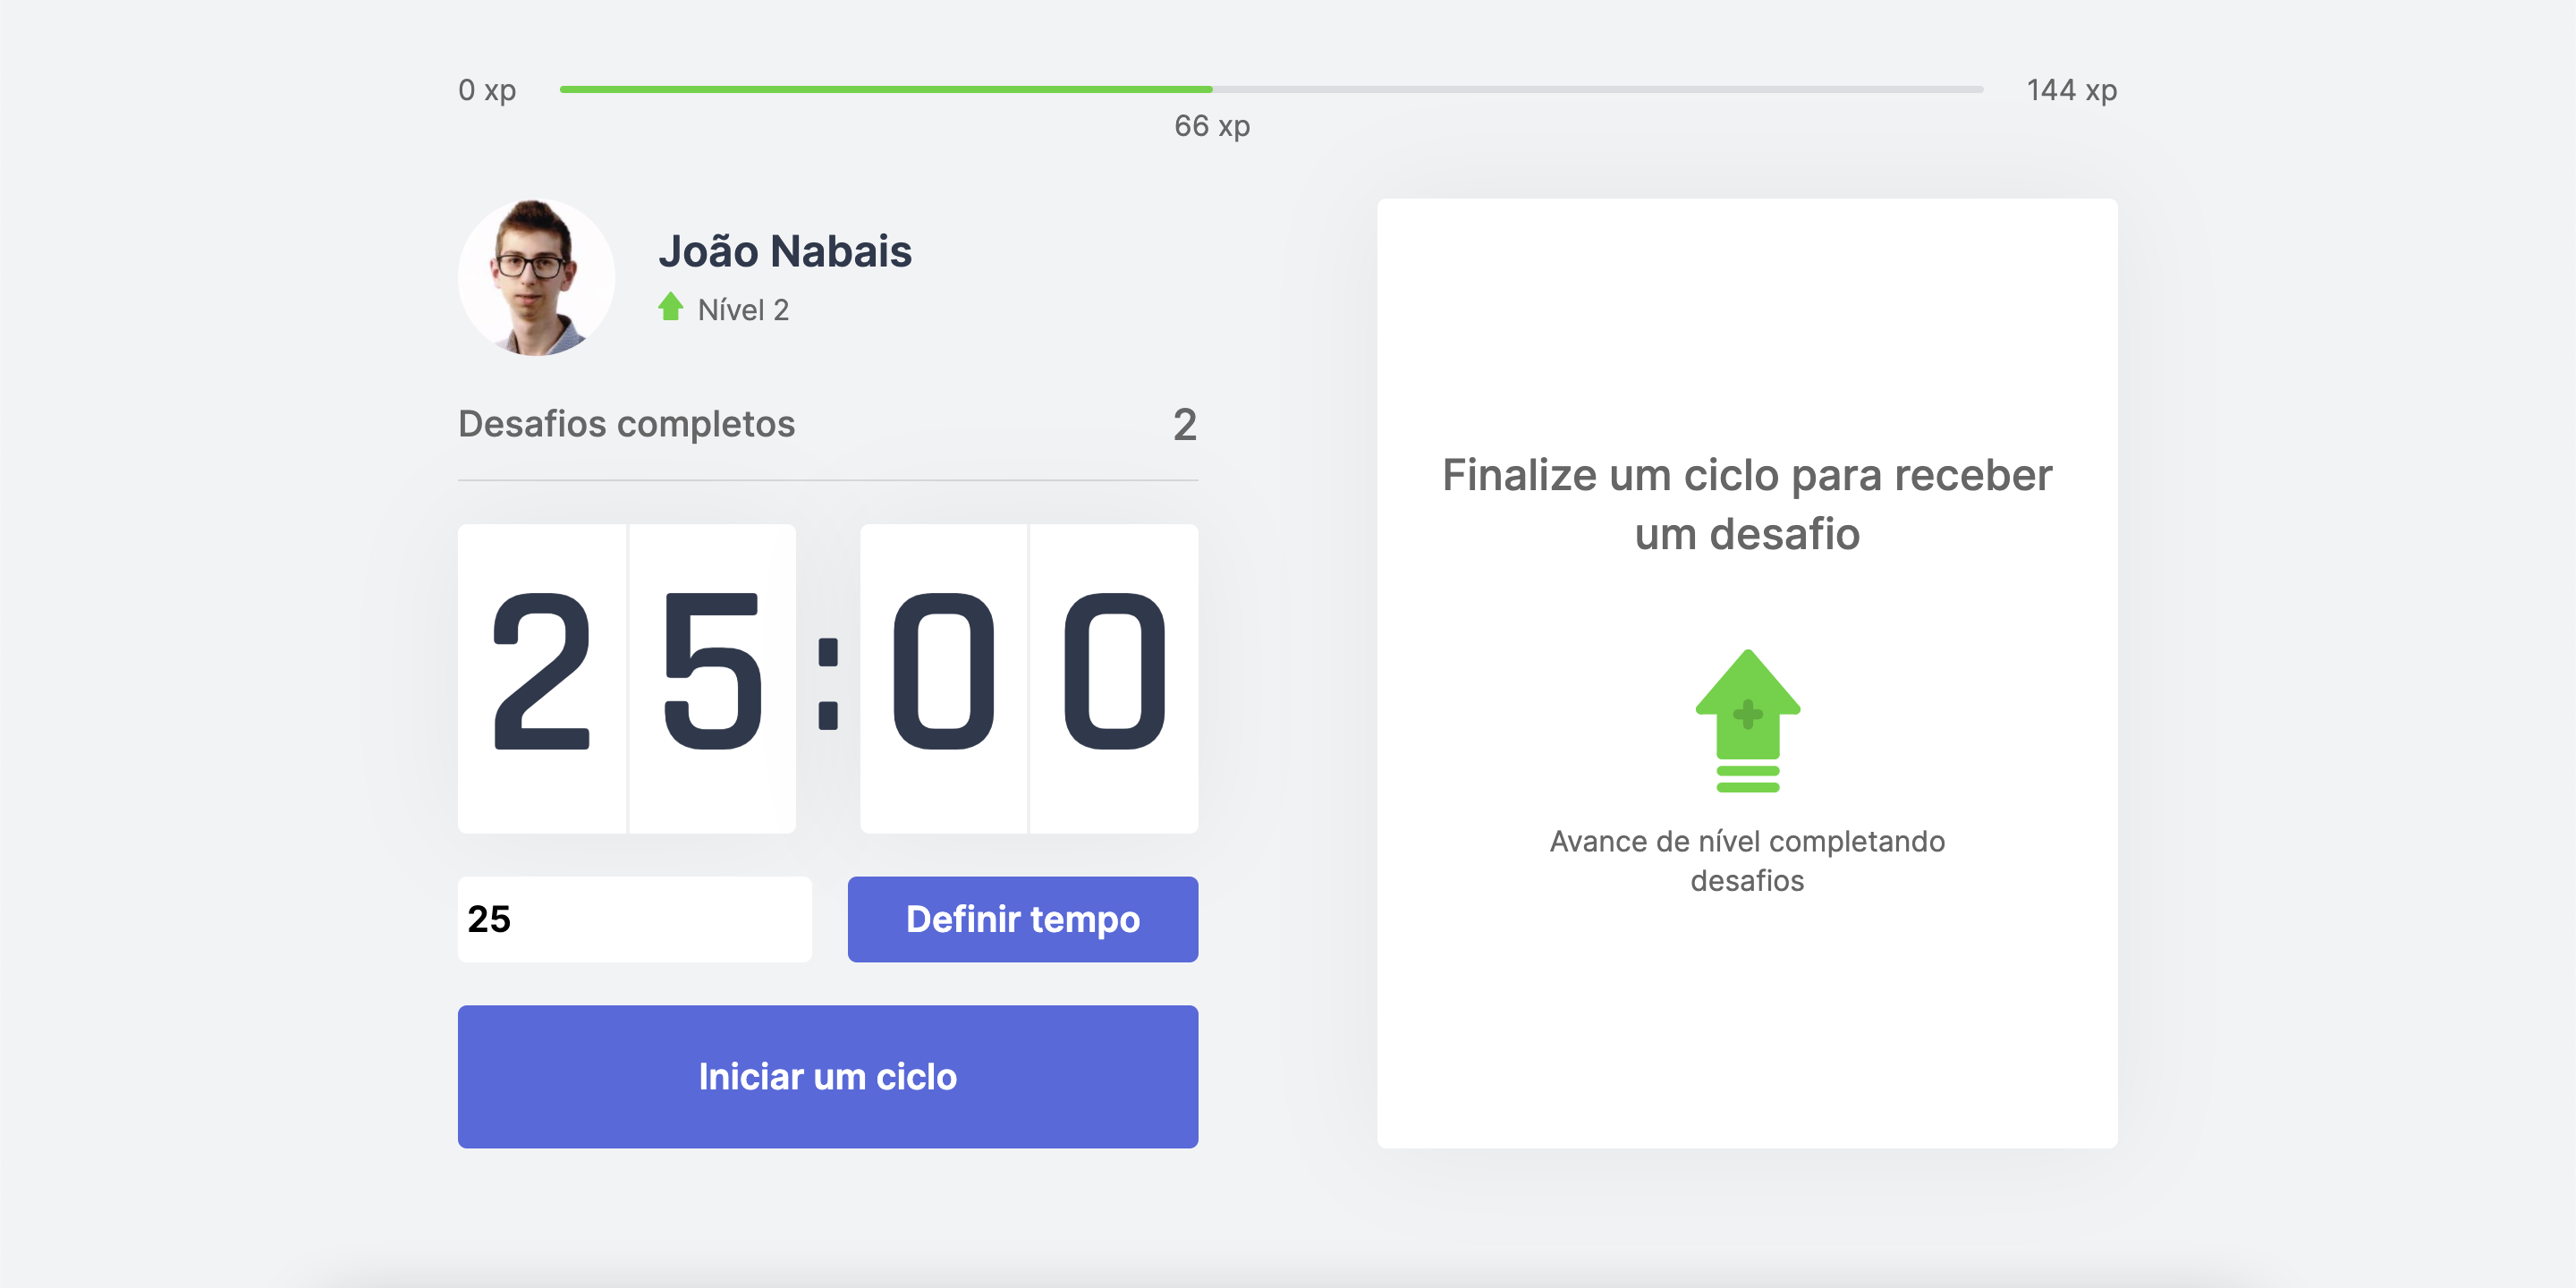 0 xp
144 xp
66 xp
João Nabais
Nível 2
Desafios completos
2
25:00
25
Definir tempo
Iniciar um ciclo
Finalize um ciclo para receber
um desafio
Avance de nível completando
desafios